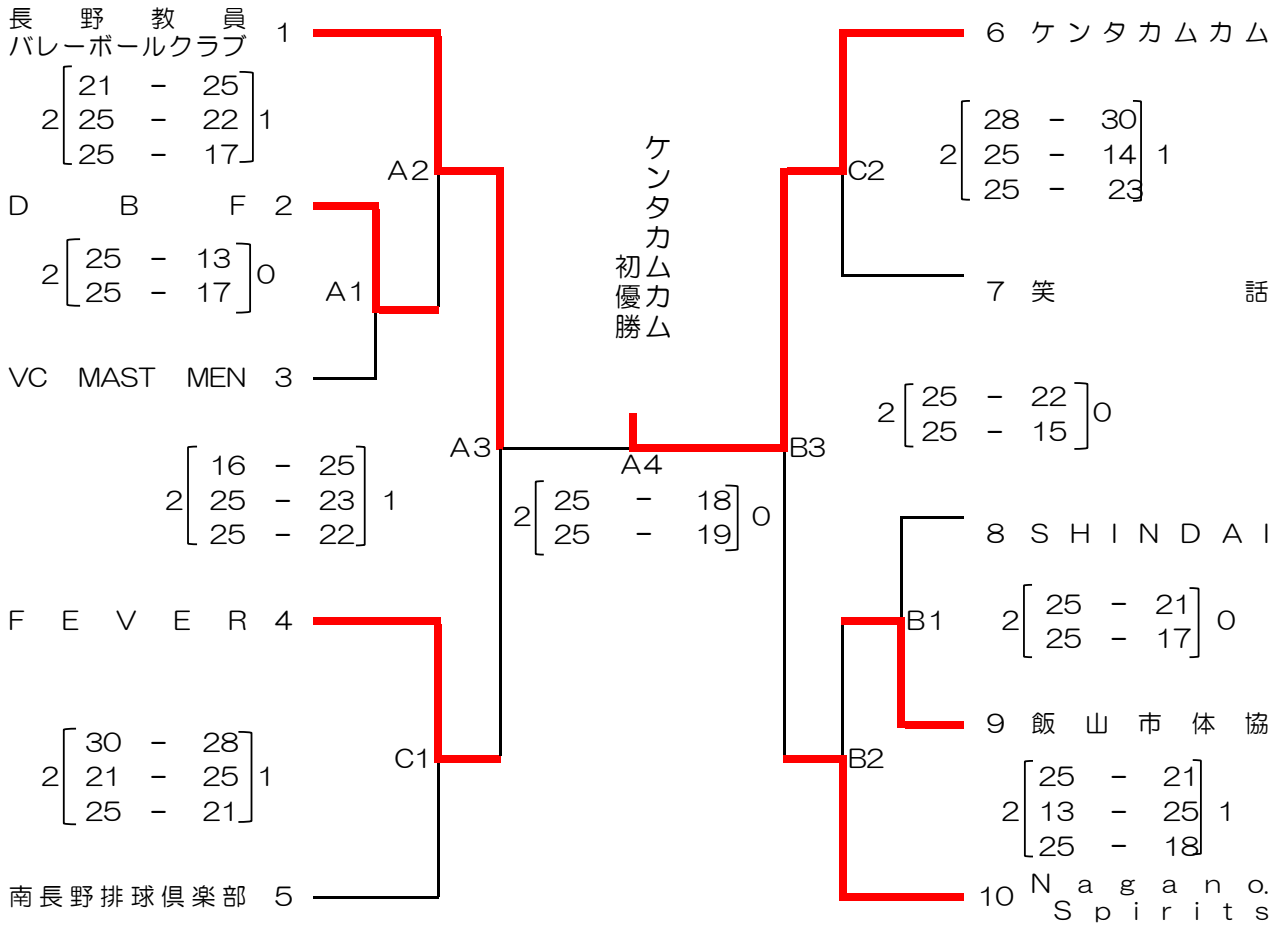 長野教員
バレーボールクラブ 1
21 - 25
2 25 - 22 1
25 - 17
A2
D B F 2
25 - 13
2 25 - 17 0
A1
VC MAST MEN 3
A3
16 - 25
2 25 - 23 1
25 - 22
F E V E R 4
C1
30 - 28
2 21 - 25 1
25 - 21
南長野排球倶楽部 5
ケンタカムカム
初優勝
A4
25 - 18
2 25 - 19 0
6 ケンタカムカム
28 - 30
2 25 - 14 1
25 - 23
C2
7 笑話
B3
25 - 22
2 25 - 15 0
8 SHINDAI
B1
25 - 21
2 25 - 17 0
9 飯山市体協
B2
25 - 21
2 13 - 25 1
25 - 18
10 Nagano.
Spirits